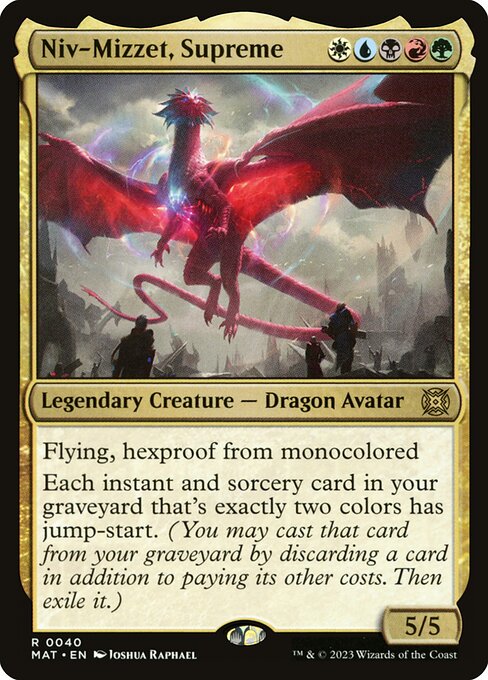 Niv-Mizzet, Supreme
Legendary Creature — Dragon Avatar
Flying, hexproof from monocolored
Each instant and sorcery card in your
graveyard that's exactly two colors has
jump-start. (You may cast that card
from your graveyard by discarding a card
in addition to paying its other costs. Then
exile it.)
5/5
R 0040
MAT • EN Joshua Raphael
™ & © 2023 Wizards of the Coast